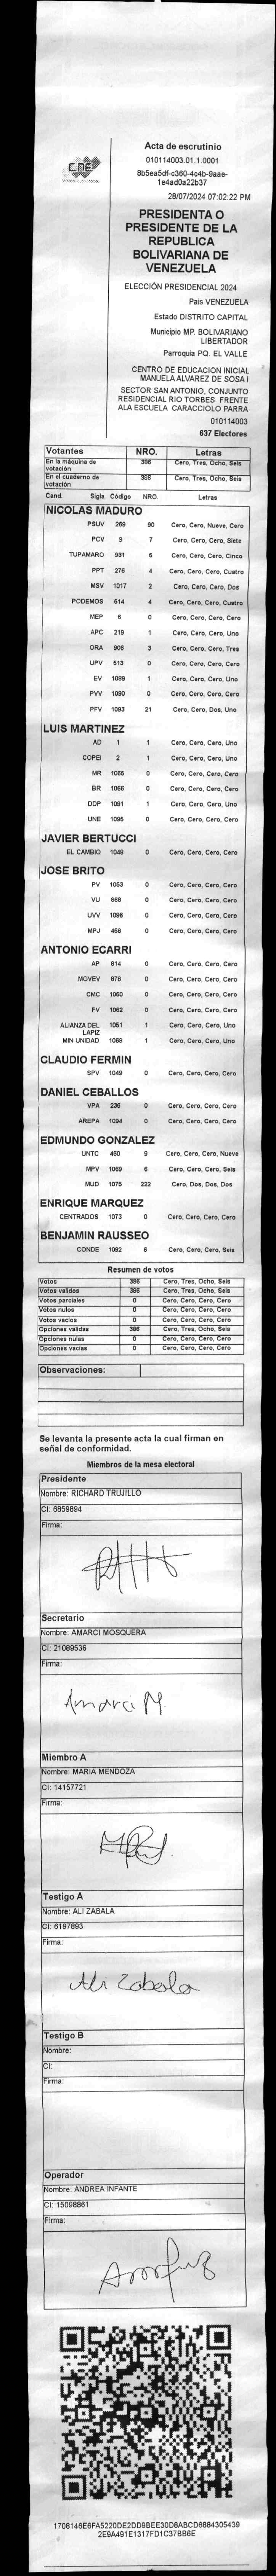 CNE
Acta de escrutinio
010114003.01.1.0001
8b5ea5df-c360-4c4b-9aae-
1e4ad0a22b37
28/07/2024 07:02:22 PM
PRESIDENTA O
PRESIDENTE DE LA
REPUBLICA
BOLIVARIANA DE
VENEZUELA
ELECCIÓN PRESIDENCIAL 2024
Pais VENEZUELA
Estado DISTRITO CAPITAL
Municipio MP. BOLIVARIANO
LIBERTADOR
Parroquia PQ. EL VALLE
CENTRO DE EDUCACION INICIAL
MANUELA ALVAREZ DE SOSA I
SECTOR SAN ANTONIO. CONJUNTO
RESIDENCIAL RIO TORBES FRENTE
ALA ESCUELA CARACCIOLO PARRA
010114003
637 Electores
Votantes NRO. Letras
En la máquina de votación 386 Cero, Tres, Ocho, Seis
En el cuaderno de votación 386 Cero, Tres, Ocho, Seis
Cand. Sigla Código NRO. Letras
NICOLAS MADURO
PSUV 269 90 Cero, Cero, Nueve, Cero
PCV 9 7 Cero, Cero, Cero, Siete
TUPAMARO 931 5 Cero, Cero, Cero, Cinco
PPT 276 4 Cero, Cero, Cero, Cuatro
MSV 1017 2 Cero, Cero, Cero, Dos
PODEMOS 514 4 Cero, Cero, Cero, Cuatro
MEP 6 0 Cero, Cero, Cero, Cero
APC 219 1 Cero, Cero, Cero, Uno
ORA 906 3 Cero, Cero, Cero, Tres
UPV 513 0 Cero, Cero, Cero, Cero
EV 1089 1 Cero, Cero, Cero, Uno
PVV 1090 0 Cero, Cero, Cero, Cero
PFV 1093 21 Cero, Cero, Dos, Uno
LUIS MARTINEZ
AD 1 1 Cero, Cero, Cero, Uno
COPEI 2 1 Cero, Cero, Cero, Uno
MR 1065 0 Cero, Cero, Cero, Cero
BR 1066 0 Cero, Cero, Cero, Cero
DDP 1091 1 Cero, Cero, Cero, Uno
UNE 1095 0 Cero, Cero, Cero, Cero
JAVIER BERTUCCI
EL CAMBIO 1048 0 Cero, Cero, Cero, Cero
JOSE BRITO
PV 1053 0 Cero, Cero, Cero, Cero
VU 868 0 Cero, Cero, Cero, Cero
UVV 1096 0 Cero, Cero, Cero, Cero
MPJ 458 0 Cero, Cero, Cero, Cero
ANTONIO ECARRI
AP 814 0 Cero, Cero, Cero, Cero
MOVEV 878 0 Cero, Cero, Cero, Cero
CMC 1050 0 Cero, Cero, Cero, Cero
FV 1062 0 Cero, Cero, Cero, Cero
ALIANZA DEL LAPIZ 1051 1 Cero, Cero, Cero, Uno
MIN UNIDAD 1068 1 Cero, Cero, Cero, Uno
CLAUDIO FERMIN
SPV 1049 0 Cero, Cero, Cero, Cero
DANIEL CEBALLOS
VPA 236 0 Cero, Cero, Cero, Cero
AREPA 1094 0 Cero, Cero, Cero, Cero
EDMUNDO GONZALEZ
UNTC 460 9 Cero, Cero, Cero, Nueve
MPV 1069 6 Cero, Cero, Cero, Seis
MUD 1075 222 Cero, Dos, Dos, Dos
ENRIQUE MARQUEZ
CENTRADOS 1073 0 Cero, Cero, Cero, Cero
BENJAMIN RAUSSEO
CONDE 1092 6 Cero, Cero, Cero, Seis
Resumen de votos
Votos 386 Cero, Tres, Ocho, Seis
Votos validos 386 Cero, Tres, Ocho, Seis
Votos parciales 0 Cero, Cero, Cero, Cero
Votos nulos 0 Cero, Cero, Cero, Cero
Votos vacios 0 Cero, Cero, Cero, Cero
Opciones validas 386 Cero, Tres, Ocho, Seis
Opciones nulas 0 Cero, Cero, Cero, Cero
Opciones vacias 0 Cero, Cero, Cero, Cero
Observaciones:
Se levanta la presente acta la cual firman en
señal de conformidad.
Miembros de la mesa electoral
Presidente
Nombre: RICHARD TRUJILLO
CI: 6859894
Firma:
Secretario
Nombre: AMARCI MOSQUERA
CI: 21089536
Firma:
Amarci M
Miembro A
Nombre: MARIA MENDOZA
CI: 14157721
Firma:
Testigo A
Nombre: ALI ZABALA
CI: 6197893
Firma:
Ali Zabala
Testigo B
Nombre:
CI:
Firma:
Operador
Nombre: ANDREA INFANTE
CI: 15098861
Firma:
1708146E6FA5220DE2DD9BEE30D8ABCD6884305439
2E9A491E1317FD1C37BB6E